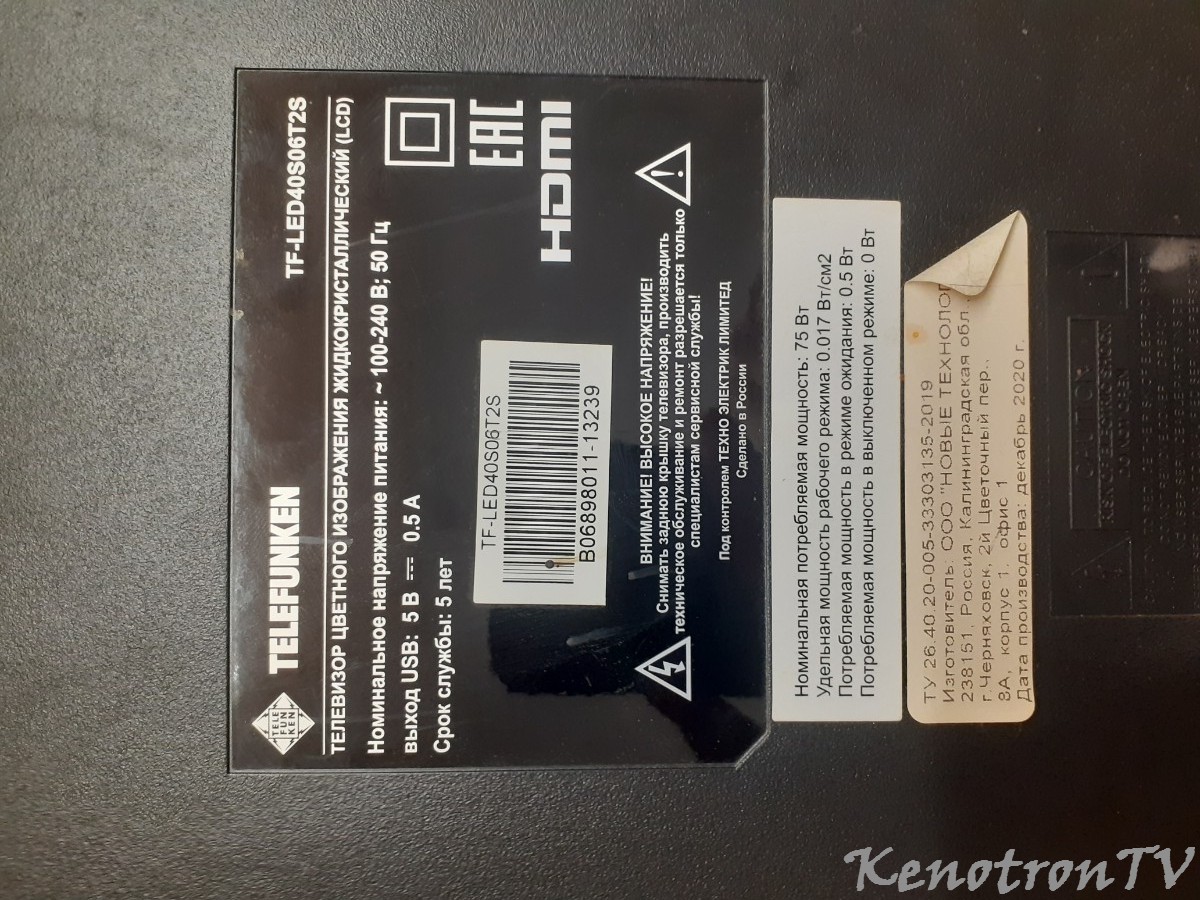 TELE
FUN
KEN
TELEFUNKEN
TF-LED40S06T2S
ТЕЛЕВИЗОР ЦВЕТНОГО ИЗОБРАЖЕНИЯ ЖИДКОКРИСТАЛЛИЧЕСКИЙ (LCD)
Номинальное напряжение питания: ~ 100-240 В; 50 Гц
выход USB: 5 В 0.5 А
Срок службы: 5 лет
EAC
HDMI
TF-LED40S06T2S
B0689B011-13239
ВНИМАНИЕ! ВЫСОКОЕ НАПРЯЖЕНИЕ!
Снимать заднюю крышку телевизора, производить
техническое обслуживание и ремонт разрешается только
специалистам сервисной службы!
Под контролем ТЕХНО ЭЛЕКТРИК ЛИМИТЕД
Сделано в России
Номинальная потребляемая мощность: 75 Вт
Удельная мощность рабочего режима: 0.017 Вт/см2
Потребляемая мощность в режиме ожидания: 0.5 Вт
Потребляемая мощность в выключенном режиме: 0 Вт
ТУ 26.40.20-005-33303135-2019
Изготовитель: ООО "НОВЫЕ
238151, Россия, Калининградская обл.,
г.Черняховск, 2й Цветочный пер.,
8А, корпус 1, офис 1
Дата производства: декабрь 2020 г.
CAUTION
KenotronTV